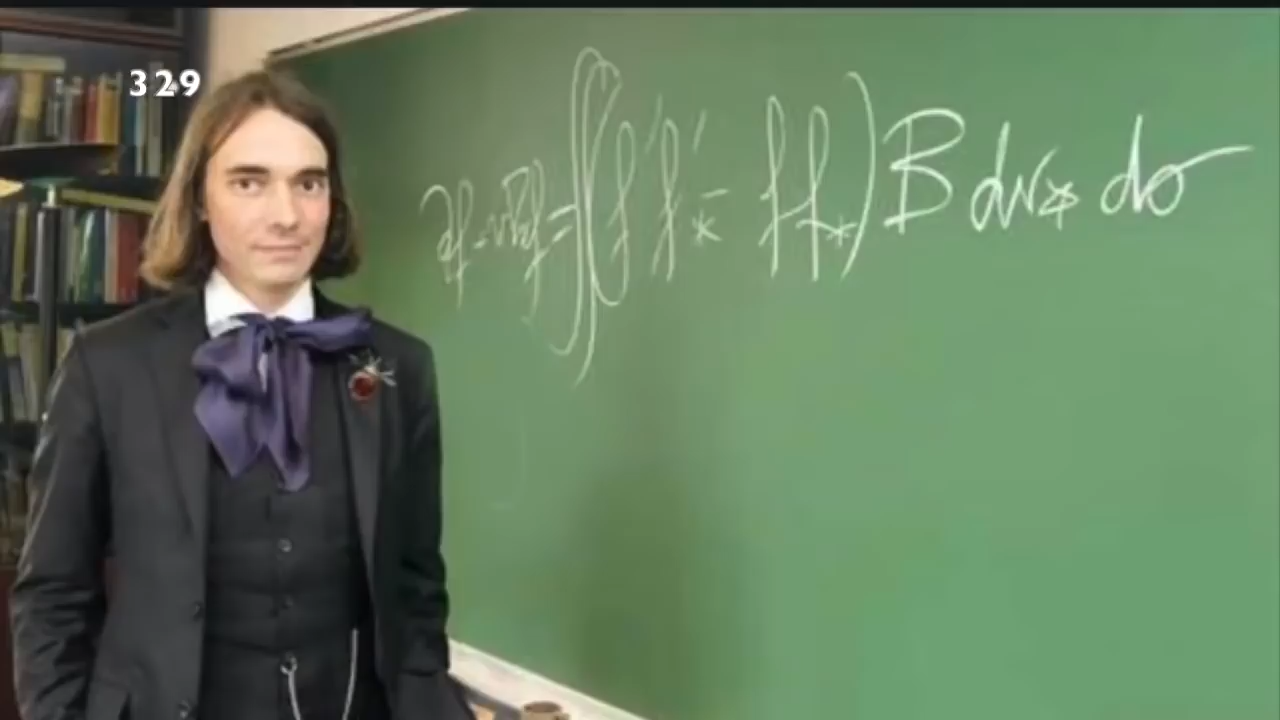 329
∂f + v·∇f = ∫∫(f'f'* - ff*) B dv* dσ